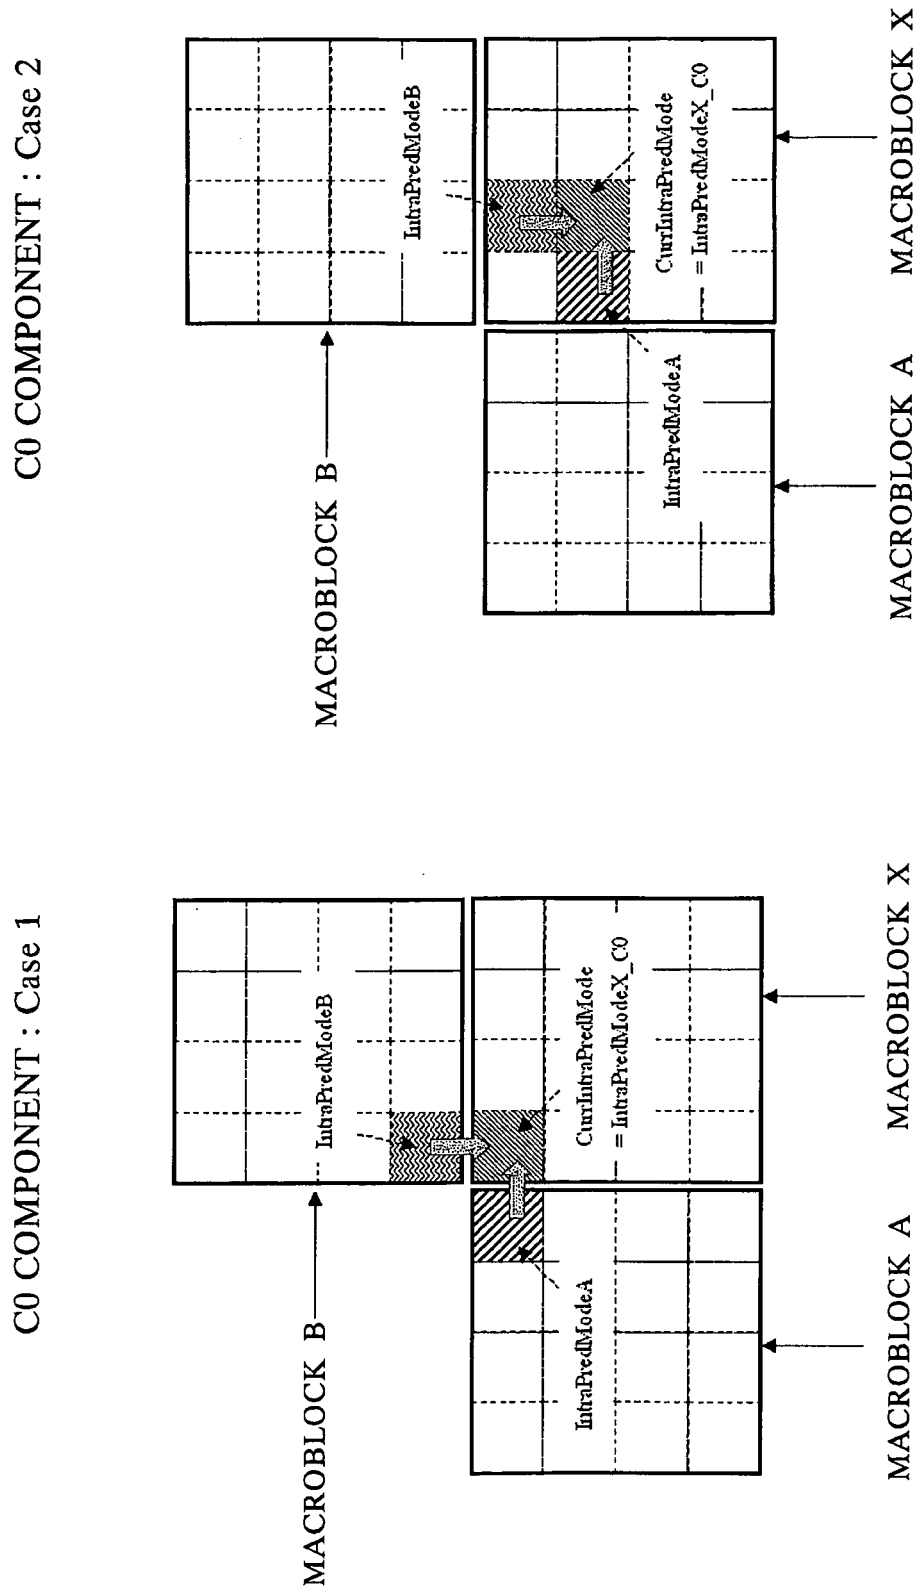 C0 COMPONENT : Case 1
MACROBLOCK B
IntraPredModeB
IntraPredModeA
CurrIntraPredMode
= IntraPredModeX_C0
MACROBLOCK A
MACROBLOCK X
C0 COMPONENT : Case 2
MACROBLOCK B
IntraPredModeB
IntraPredModeA
CurrIntraPredMode
= IntraPredModeX_C0
MACROBLOCK A
MACROBLOCK X